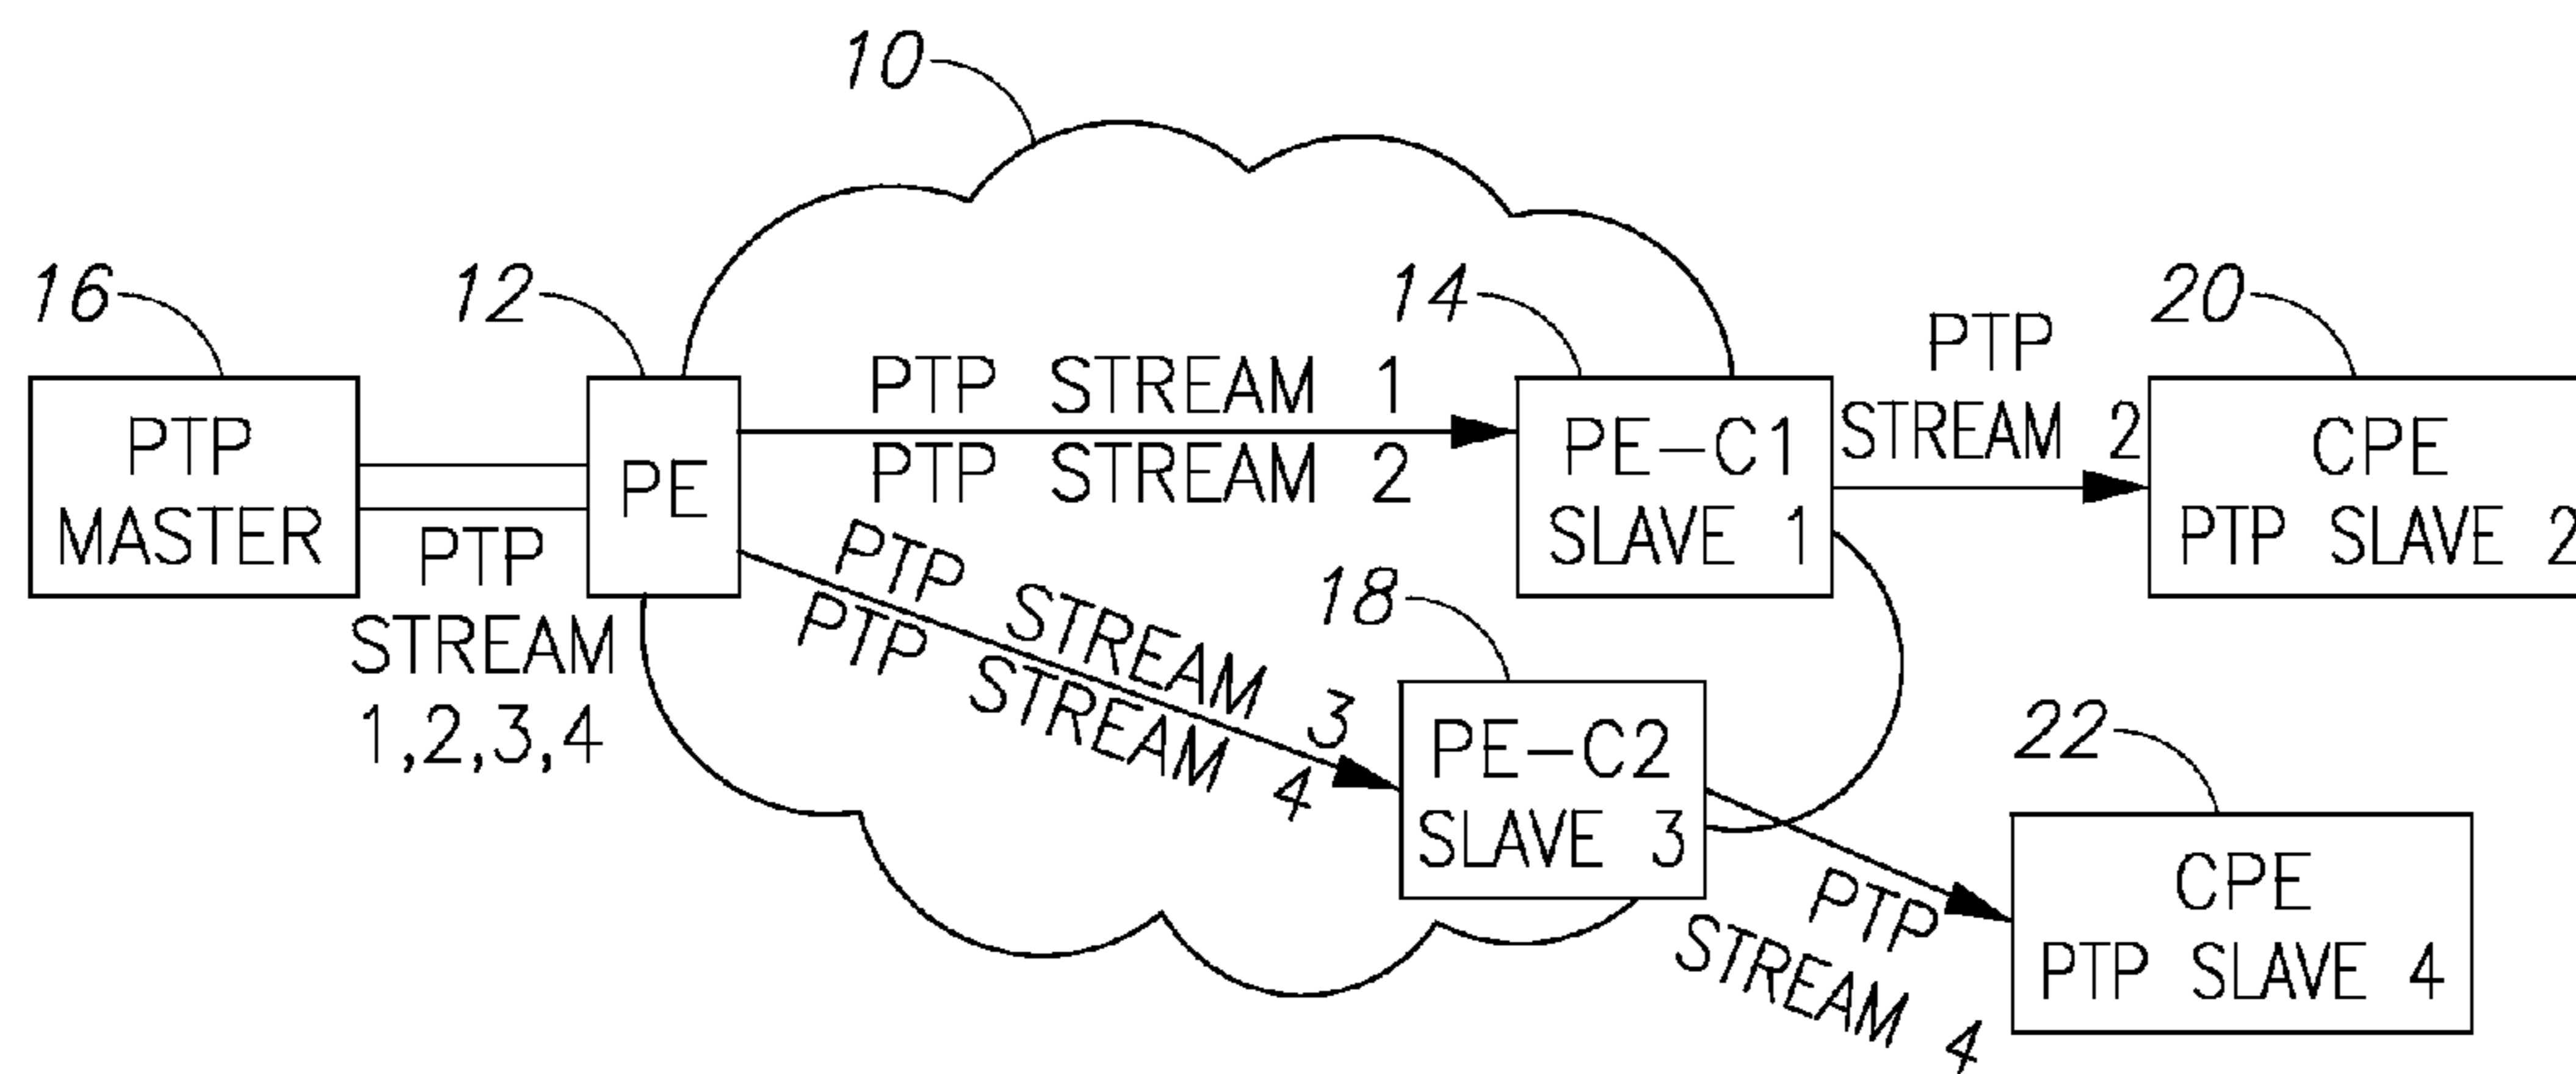 10
16
12
14
20
PTP
MASTER
PTP
STREAM
1,2,3,4
PE
PTP STREAM 1
PTP STREAM 2
PTP STREAM 3
PTP STREAM 4
PE-C1
SLAVE 1
PTP
STREAM 2
CPE
PTP SLAVE 2
18
PE-C2
SLAVE 3
PTP
STREAM 4
22
CPE
PTP SLAVE 4